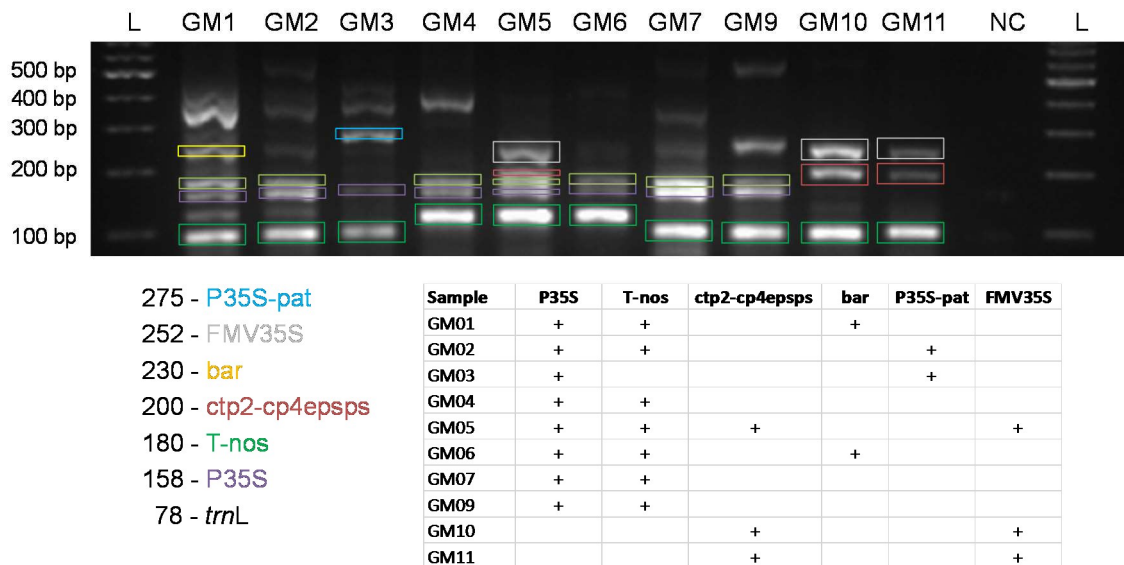 L GM1 GM2 GM3 GM4 GM5 GM6 GM7 GM9 GM10 GM11 NC L
500 bp
400 bp
300 bp
200 bp
100 bp
275 - P35S-pat
252 - FMV35S
230 - bar
200 - ctp2-cp4epsps
180 - T-nos
158 - P35S
78 - trnL
Sample P35S T-nos ctp2-cp4epsps bar P35S-pat FMV35S
GM01 + + +
GM02 + + +
GM03 + +
GM04 + +
GM05 + + + +
GM06 + + +
GM07 + +
GM09 + +
GM10 + +
GM11 + +